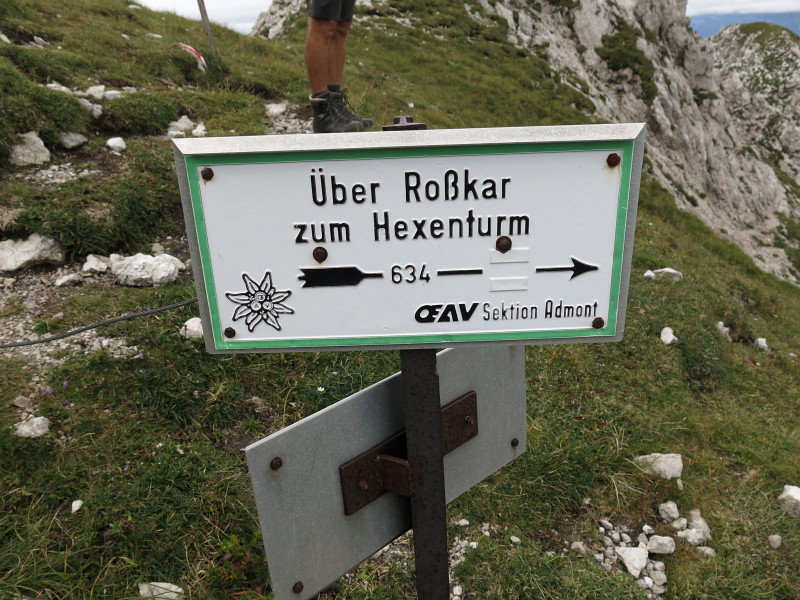 Über Roßkar
zum Hexenturm
634
ŒAV Sektion Admont